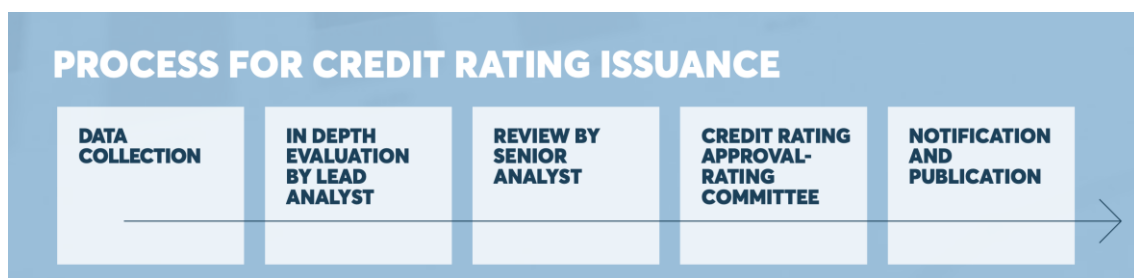 PROCESS FOR CREDIT RATING ISSUANCE
DATA
COLLECTION
IN DEPTH
EVALUATION
BY LEAD
ANALYST
REVIEW BY
SENIOR
ANALYST
CREDIT RATING
APPROVAL-
RATING
COMMITTEE
NOTIFICATION
AND
PUBLICATION